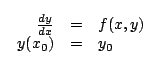 dy/dx = f(x, y)
y(x₀) = y₀